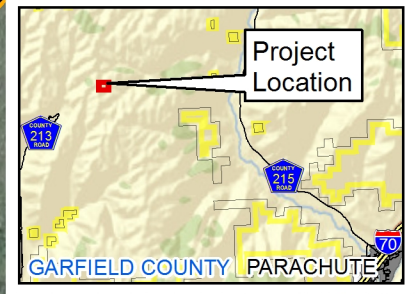 Project
Location
COUNTY
213
ROAD
COUNTY
215
ROAD
70
GARFIELD COUNTY PARACHUTE